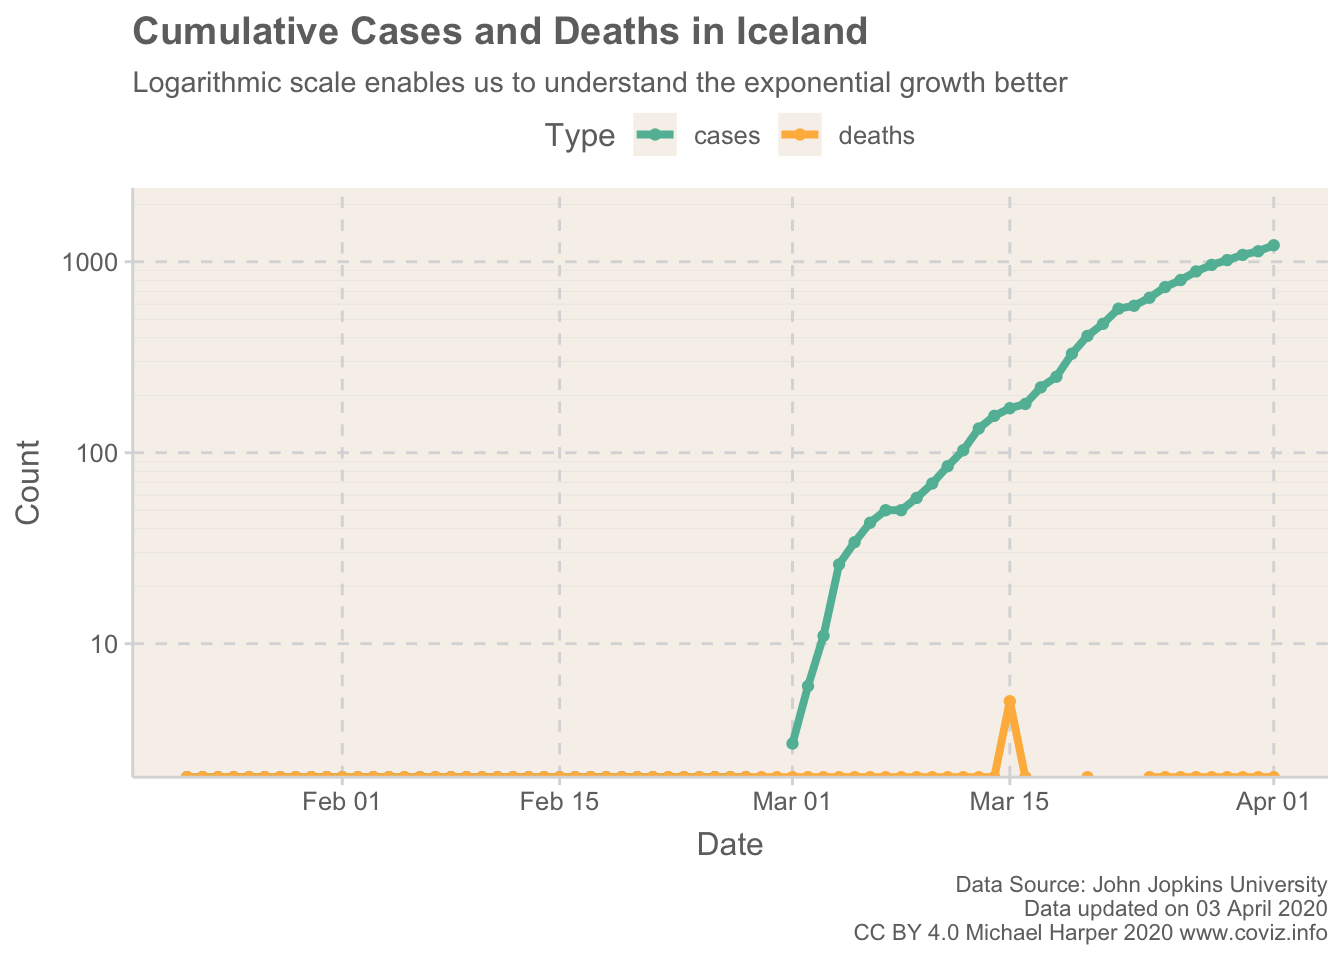 Cumulative Cases and Deaths in Iceland
Logarithmic scale enables us to understand the exponential growth better
Type cases deaths
1000
100
10
Count
Feb 01 Feb 15 Mar 01 Mar 15 Apr 01
Date
Data Source: John Jopkins University
Data updated on 03 April 2020
CC BY 4.0 Michael Harper 2020 www.coviz.info